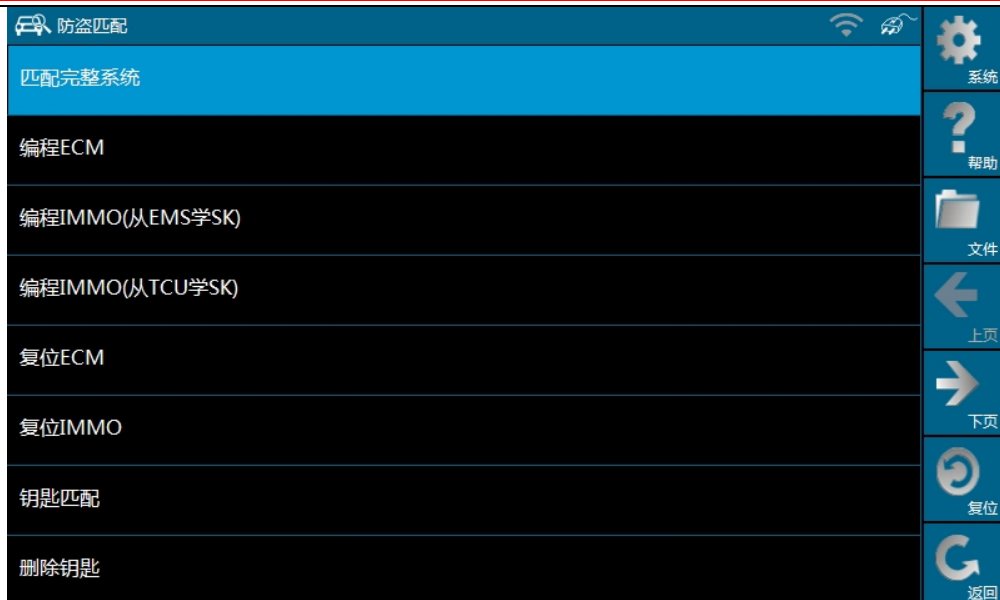 防盗匹配
匹配完整系统
编程ECM
编程IMMO(从EMS学SK)
编程IMMO(从TCU学SK)
复位ECM
复位IMMO
钥匙匹配
删除钥匙
系统
帮助
文件
上页
下页
复位
返回